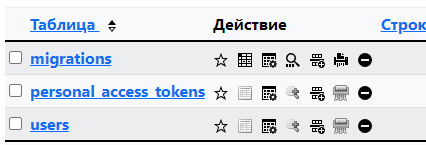 Таблица Действие Строк
migrations
personal_access_tokens
users